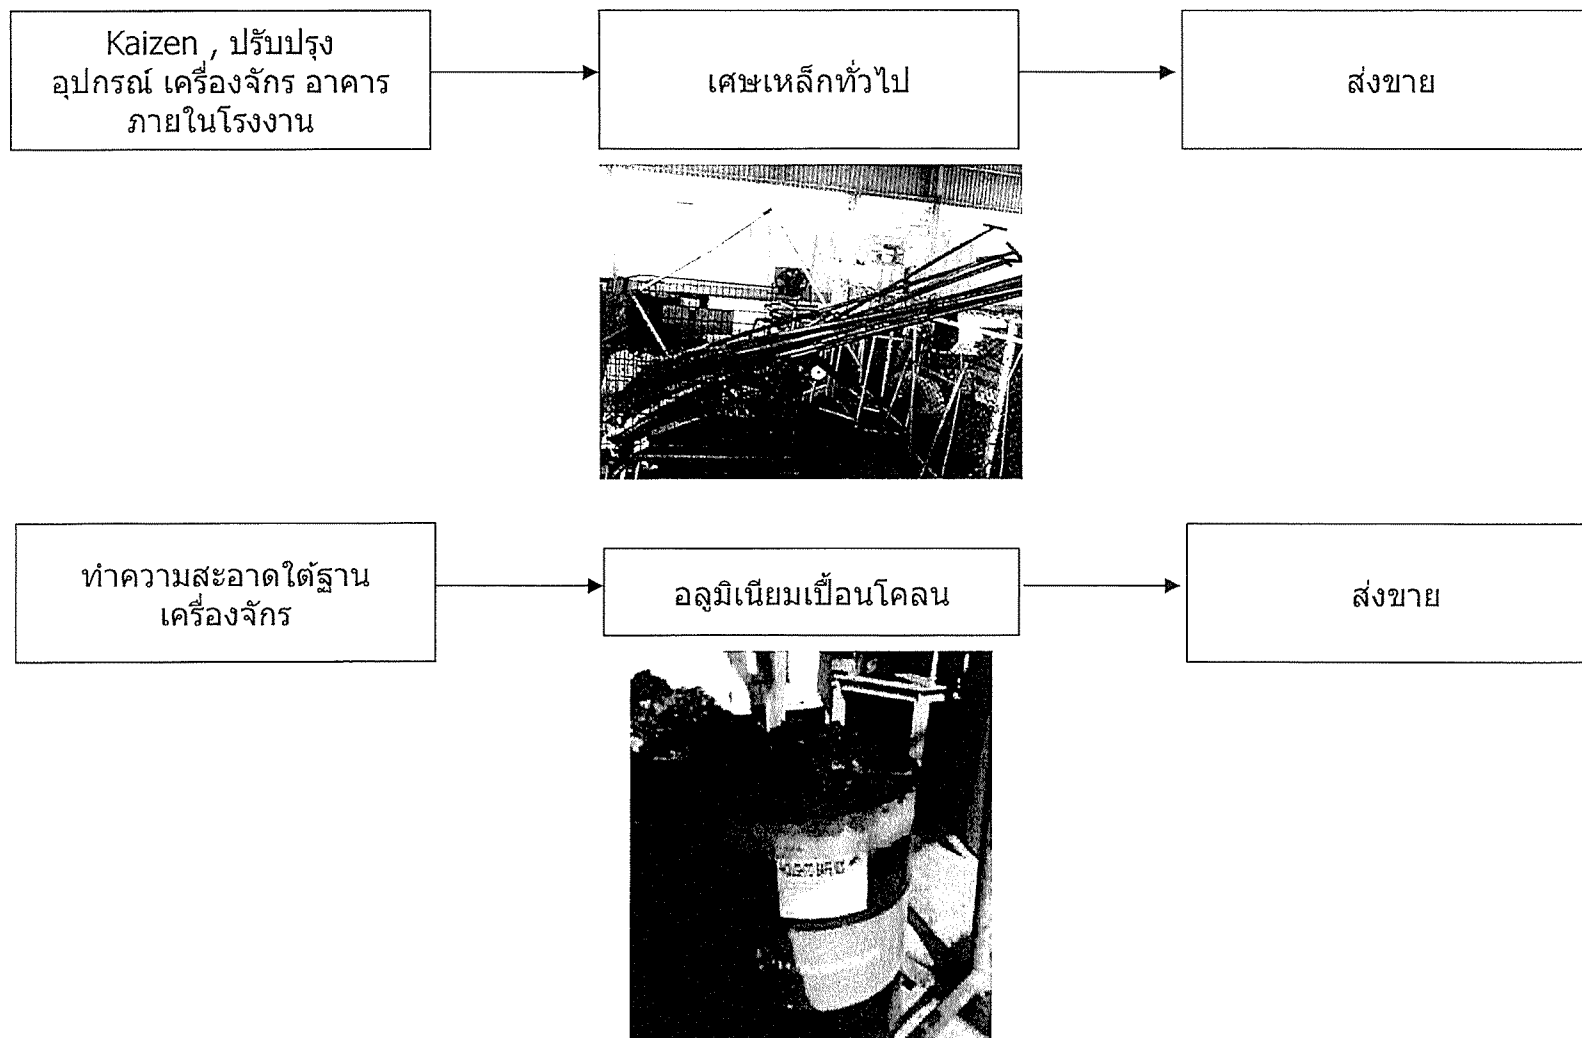 Kaizen , ปรับปรุง
อุปกรณ์ เครื่องจักร อาคาร
ภายในโรงงาน
เศษเหล็กทั่วไป
ส่งขาย
ทำความสะอาดใต้ฐาน
เครื่องจักร
อลูมิเนียมเปื้อนโคลน
ส่งขาย